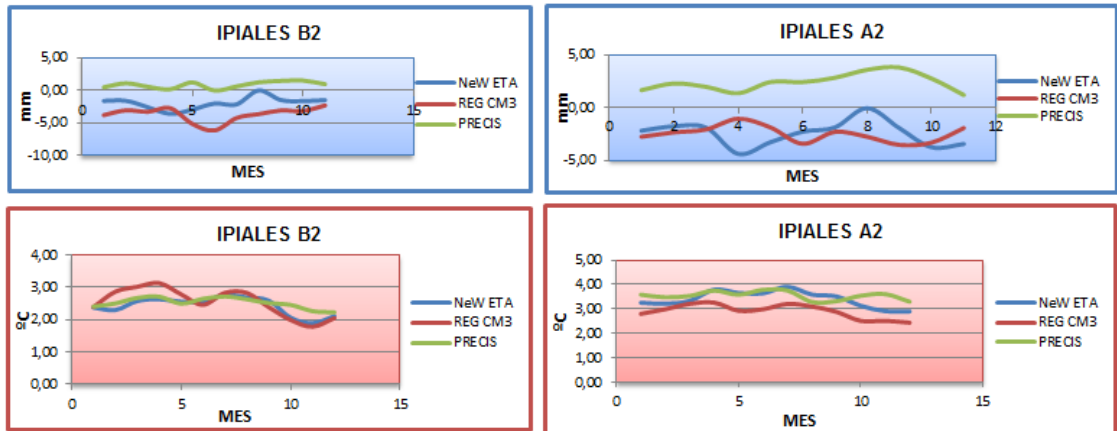 IPIALES B2
5,00
0,00
-5,00
-10,00
0
5
10
15
mm
MES
NeW ETA
REG CM3
PRECIS
IPIALES A2
5,00
0,00
-5,00
0
2
4
6
8
10
12
mm
MES
NeW ETA
REG CM3
PRECIS
IPIALES B2
4,00
3,00
2,00
1,00
0,00
0
5
10
15
ºC
MES
NeW ETA
REG CM3
PRECIS
IPIALES A2
5,00
4,00
3,00
2,00
1,00
0,00
0
5
10
15
ºC
MES
NeW ETA
REG CM3
PRECIS